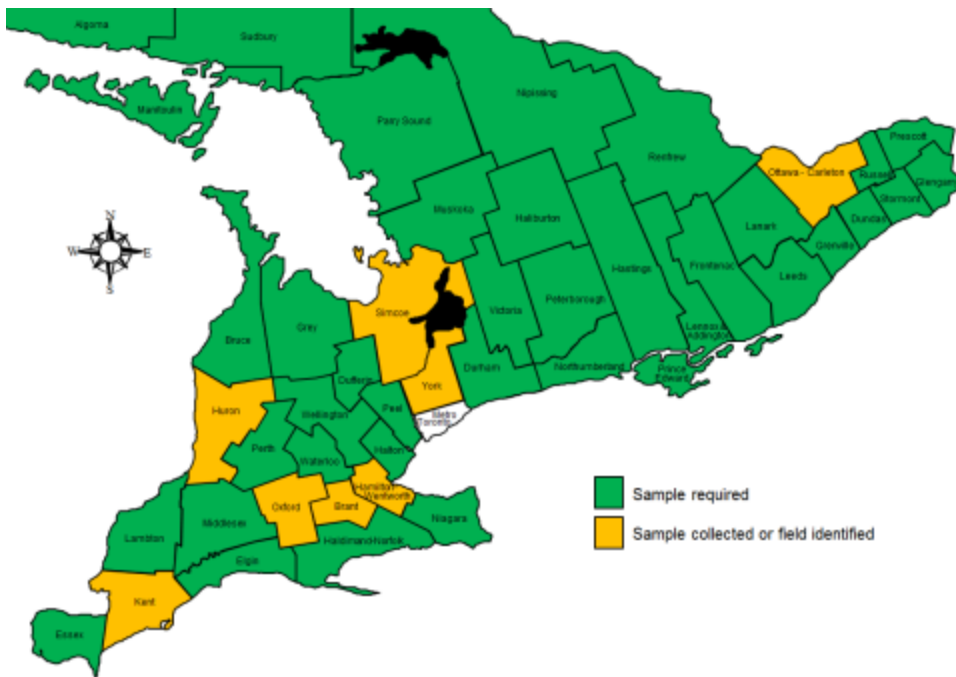 Algoma
Sudbury
Nipissing
Manitoulin
Parry Sound
Renfrew
Prescott
Ottawa - Carleton
Russell
Glengarry
Stormont
Muskoka
Haliburton
Lanark
Dundas
Grenville
N
W
E
S
Hastings
Frontenac
Leeds
Simcoe
Victoria
Peterborough
Grey
Bruce
Lennox &
Addington
Durham
Northumberland
Prince
Edward
Dufferin
York
Huron
Wellington
Peel
Metro
Toronto
Perth
Waterloo
Halton
Hamilton
Wentworth
Oxford
Brant
Middlesex
Niagara
Lambton
Haldimand-Norfolk
Elgin
Kent
Essex
Sample required
Sample collected or field identified